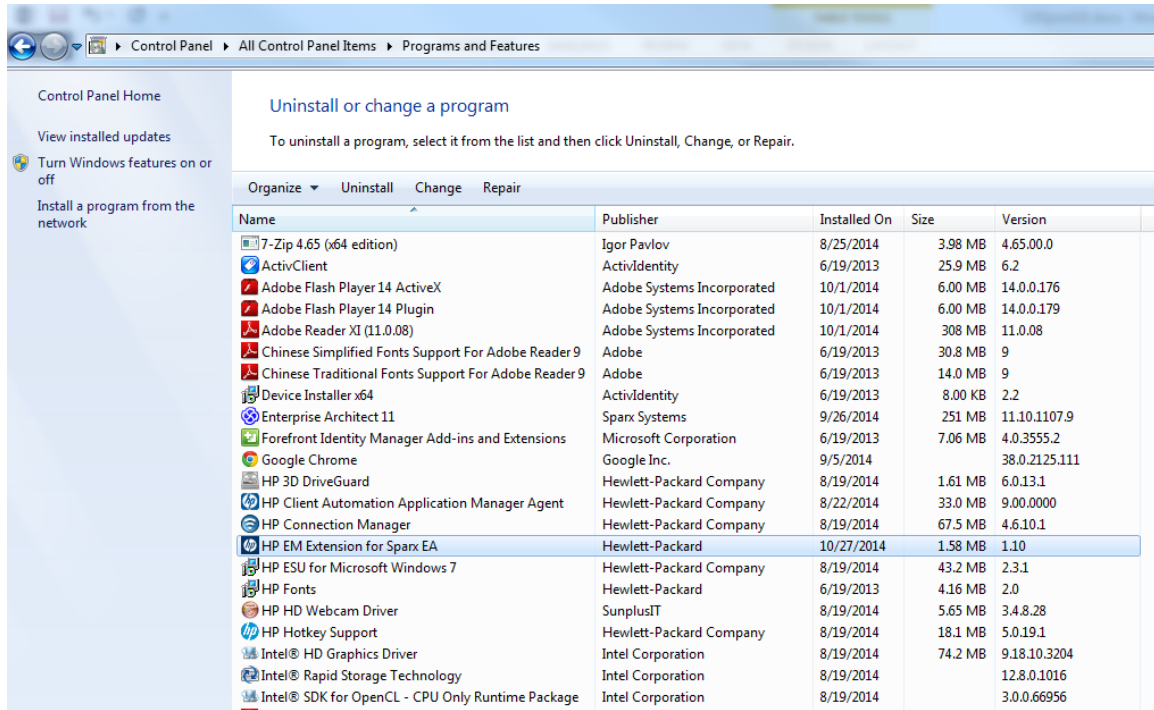 Control Panel ▸ All Control Panel Items ▸ Programs and Features
Control Panel Home
View installed updates
Turn Windows features on or
off
Install a program from the
network
Uninstall or change a program
To uninstall a program, select it from the list and then click Uninstall, Change, or Repair.
Organize Uninstall Change Repair
Name Publisher Installed On Size Version
7-Zip 4.65 (x64 edition) Igor Pavlov 8/25/2014 3.98 MB 4.65.00.0
ActivClient ActivIdentity 6/19/2013 25.9 MB 6.2
Adobe Flash Player 14 ActiveX Adobe Systems Incorporated 10/1/2014 6.00 MB 14.0.0.176
Adobe Flash Player 14 Plugin Adobe Systems Incorporated 10/1/2014 6.00 MB 14.0.0.179
Adobe Reader XI (11.0.08) Adobe Systems Incorporated 10/1/2014 308 MB 11.0.08
Chinese Simplified Fonts Support For Adobe Reader 9 Adobe 6/19/2013 30.8 MB 9
Chinese Traditional Fonts Support For Adobe Reader 9 Adobe 6/19/2013 14.0 MB 9
Device Installer x64 ActivIdentity 6/19/2013 8.00 KB 2.2
Enterprise Architect 11 Sparx Systems 9/26/2014 251 MB 11.10.1107.9
Forefront Identity Manager Add-ins and Extensions Microsoft Corporation 6/19/2013 7.06 MB 4.0.3555.2
Google Chrome Google Inc. 9/5/2014 38.0.2125.111
HP 3D DriveGuard Hewlett-Packard Company 8/19/2014 1.61 MB 6.0.13.1
HP Client Automation Application Manager Agent Hewlett-Packard Company 8/22/2014 33.0 MB 9.00.0000
HP Connection Manager Hewlett-Packard Company 8/19/2014 67.5 MB 4.6.10.1
HP EM Extension for Sparx EA Hewlett-Packard 10/27/2014 1.58 MB 1.10
HP ESU for Microsoft Windows 7 Hewlett-Packard Company 8/19/2014 43.2 MB 2.3.1
HP Fonts Hewlett-Packard 6/19/2013 4.16 MB 2.0
HP HD Webcam Driver SunplusIT 8/19/2014 5.65 MB 3.4.8.28
HP Hotkey Support Hewlett-Packard Company 8/19/2014 18.1 MB 5.0.19.1
Intel® HD Graphics Driver Intel Corporation 8/19/2014 74.2 MB 9.18.10.3204
Intel® Rapid Storage Technology Intel Corporation 8/19/2014 12.8.0.1016
Intel® SDK for OpenCL - CPU Only Runtime Package Intel Corporation 8/19/2014 3.0.0.66956